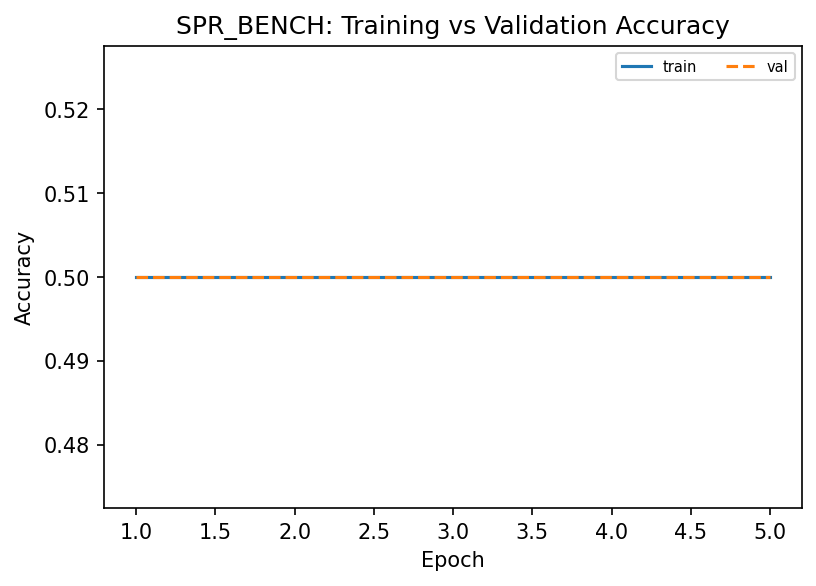 SPR_BENCH: Training vs Validation Accuracy
train val
0.52
0.51
0.50
0.49
0.48
Accuracy
1.0 1.5 2.0 2.5 3.0 3.5 4.0 4.5 5.0
Epoch